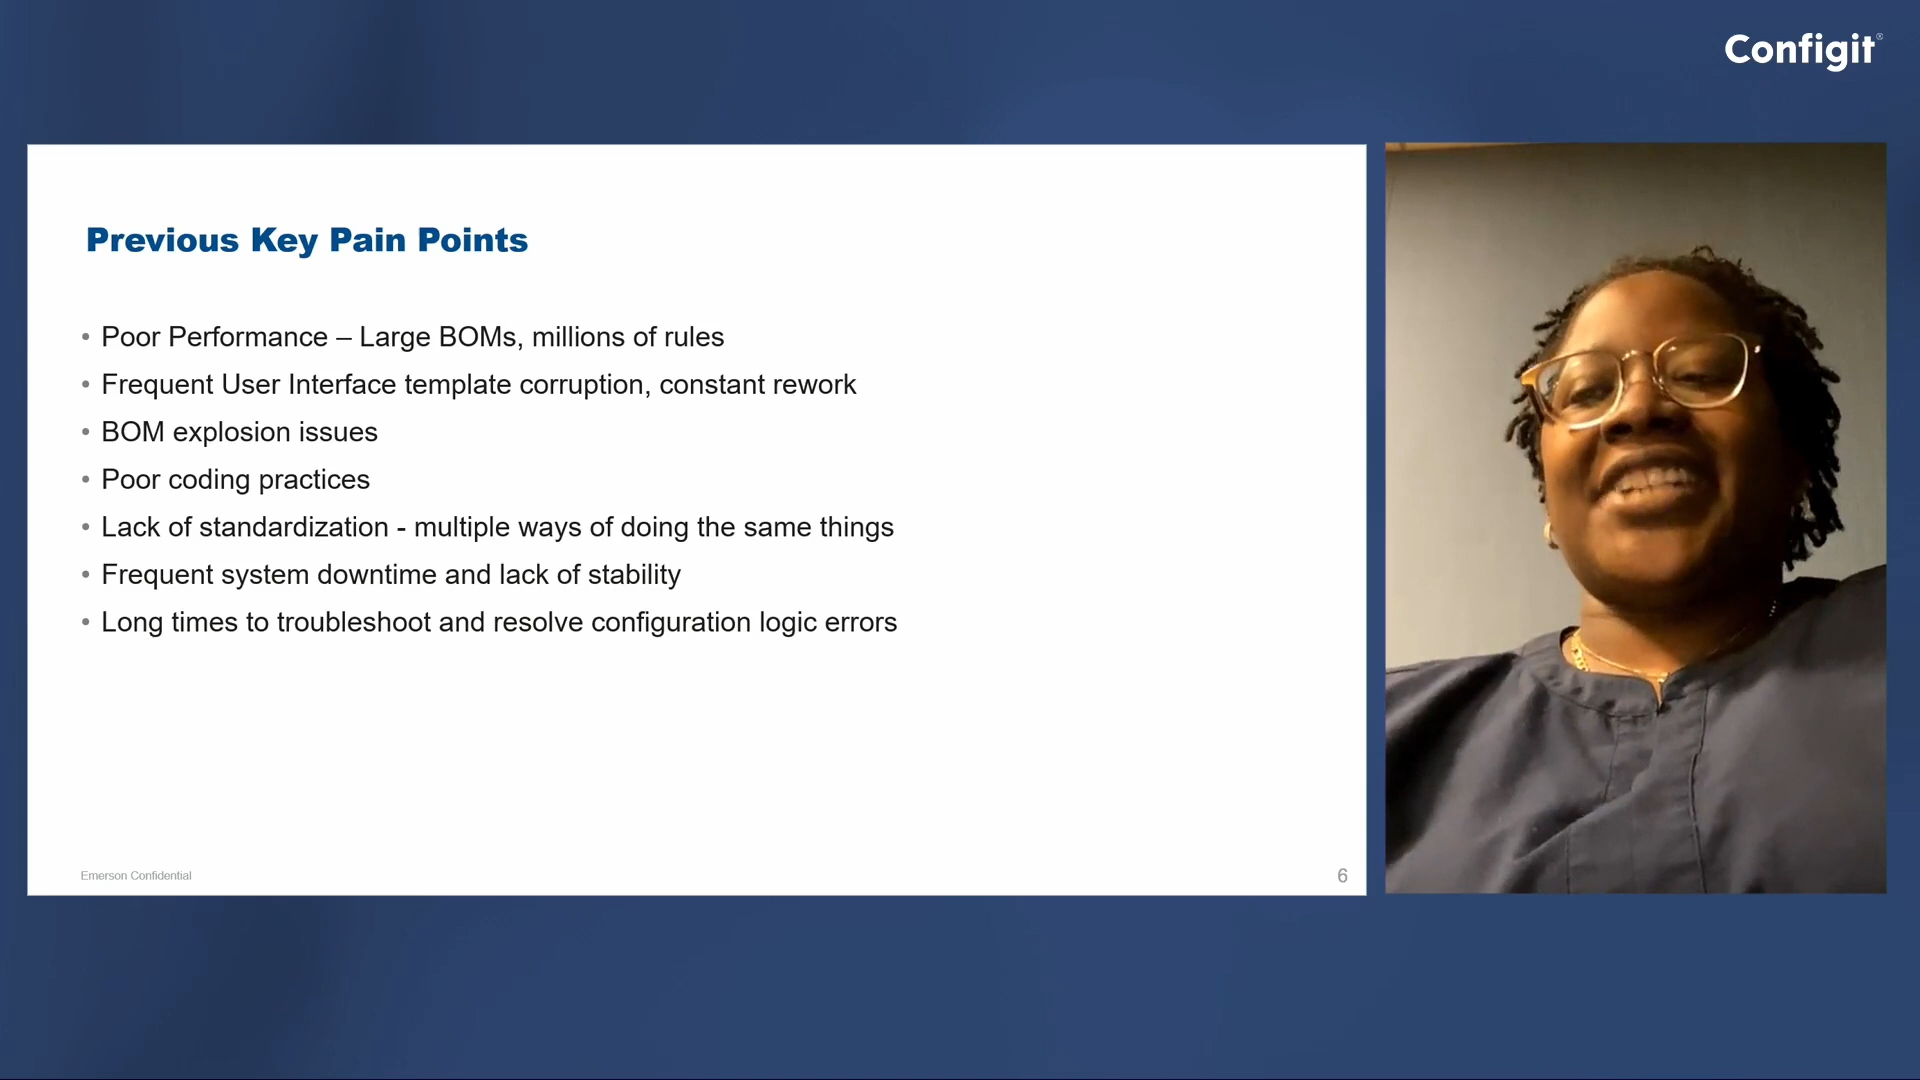 Configit®
Previous Key Pain Points
• Poor Performance – Large BOMs, millions of rules
• Frequent User Interface template corruption, constant rework
• BOM explosion issues
• Poor coding practices
• Lack of standardization - multiple ways of doing the same things
• Frequent system downtime and lack of stability
• Long times to troubleshoot and resolve configuration logic errors
Emerson Confidential
6